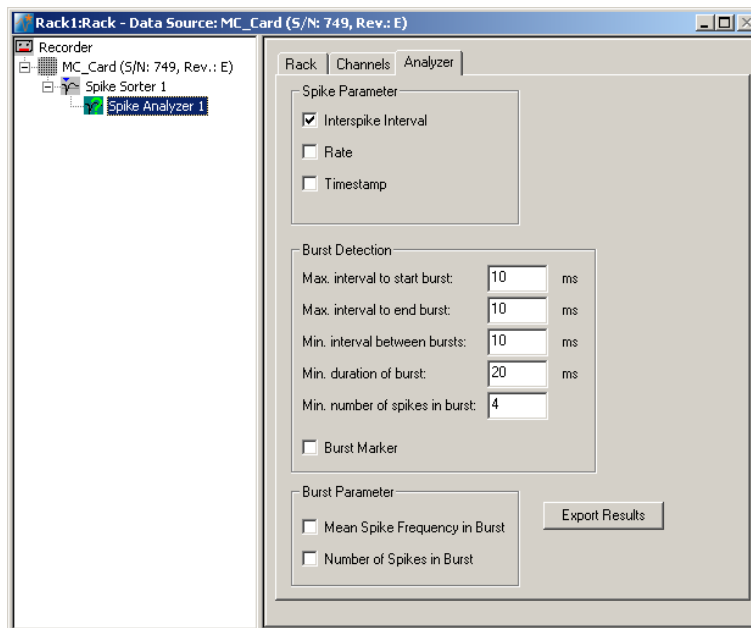 Rack1:Rack - Data Source: MC_Card (S/N: 749, Rev.: E)
Recorder
MC_Card (S/N: 749, Rev.: E)
Spike Sorter 1
Spike Analyzer 1
Rack
Channels
Analyzer
Spike Parameter
Interspike Interval
Rate
Timestamp
Burst Detection
Max. interval to start burst: 10 ms
Max. interval to end burst: 10 ms
Min. interval between bursts: 10 ms
Min. duration of burst: 20 ms
Min. number of spikes in burst: 4
Burst Marker
Burst Parameter
Mean Spike Frequency in Burst
Number of Spikes in Burst
Export Results